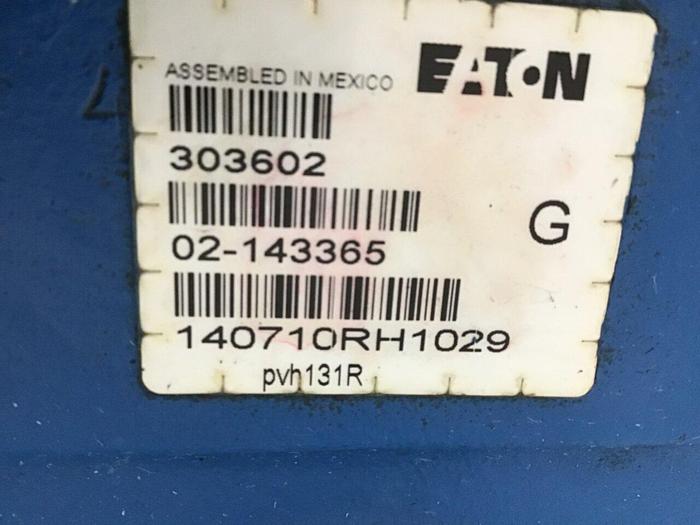 ASSEMBLED IN MEXICO
EATON
303602
02-143365
G
140710RH1029
pvh131R